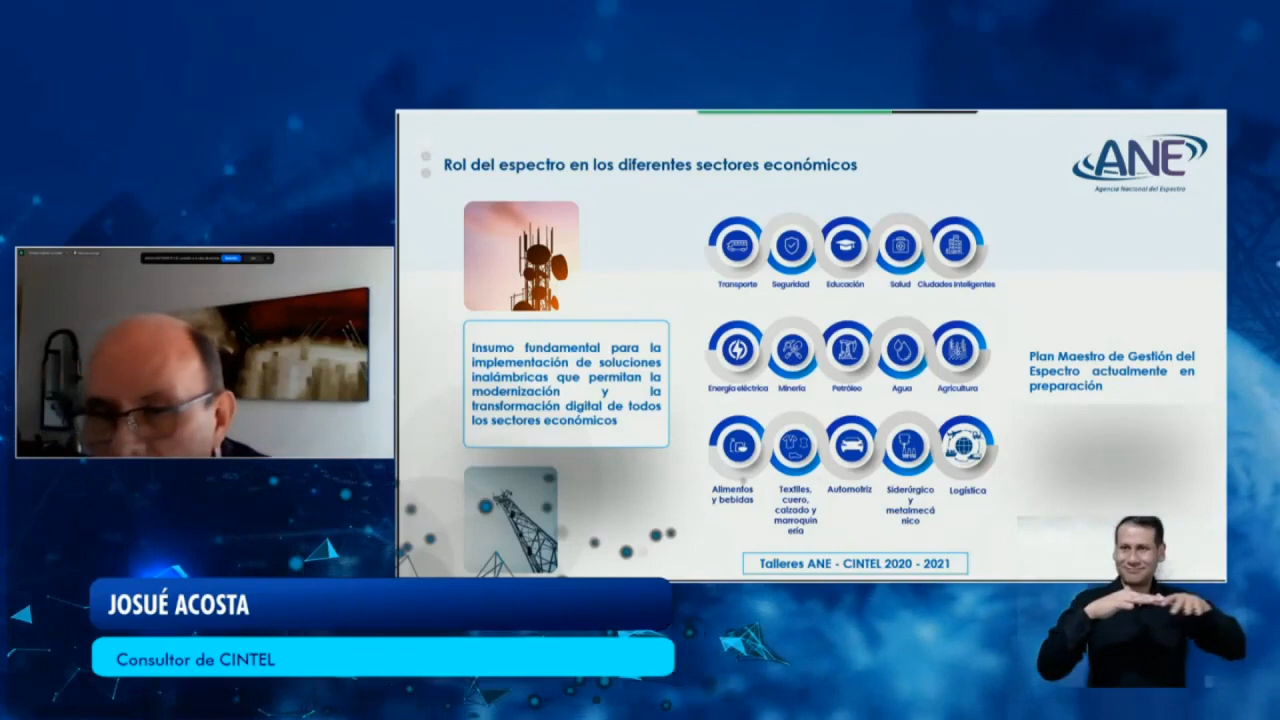 Rol del espectro en los diferentes sectores económicos
ANE
Agencia Nacional del Espectro
Transporte
Seguridad
Educación
Salud
Ciudades Inteligentes
Insumo fundamental para la
implementación de soluciones
inalámbricas que permitan la
modernización y la
transformación digital de todos
los sectores económicos
Energía eléctrica
Minería
Petróleo
Agua
Agricultura
Plan Maestro de Gestión del
Espectro actualmente en
preparación
Alimentos
y bebidas
Textiles,
cuero,
calzado y
marroquin
ería
Automotriz
Siderúrgico
y
metalmecá
nico
Logística
Talleres ANE - CINTEL 2020 - 2021
JOSUÉ ACOSTA
Consultor de CINTEL